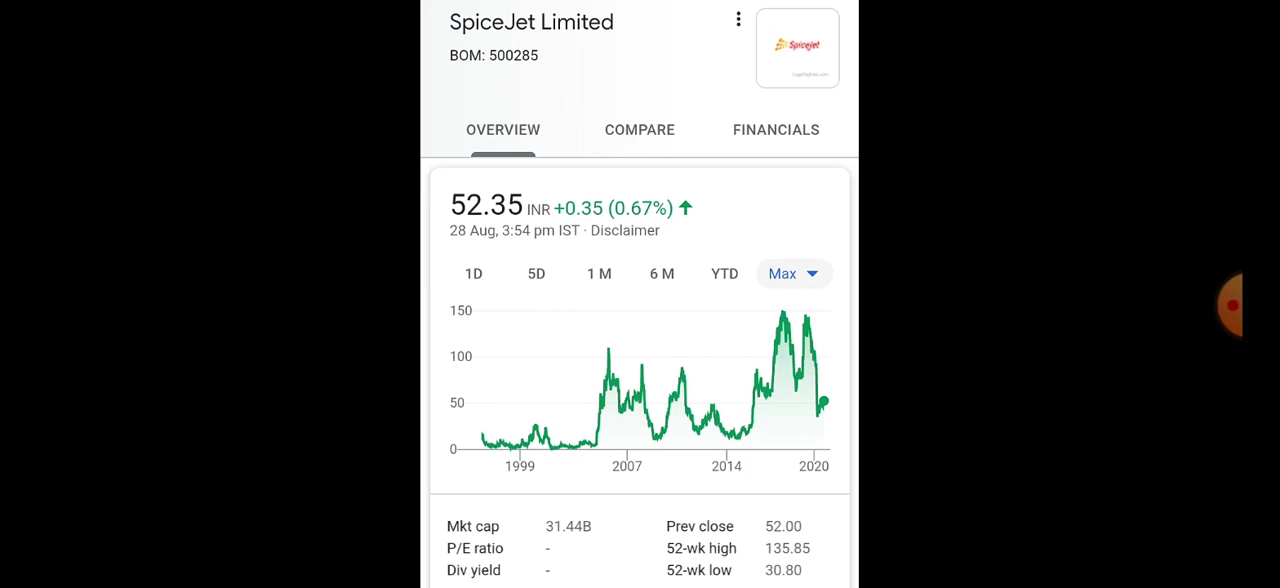 SpiceJet Limited
BOM: 500285
Spicejet
OVERVIEW COMPARE FINANCIALS
52.35 INR +0.35 (0.67%)
28 Aug, 3:54 pm IST · Disclaimer
1D 5D 1 M 6 M YTD Max
150
100
50
0
1999 2007 2014 2020
Mkt cap 31.44B Prev close 52.00
P/E ratio - 52-wk high 135.85
Div yield - 52-wk low 30.80